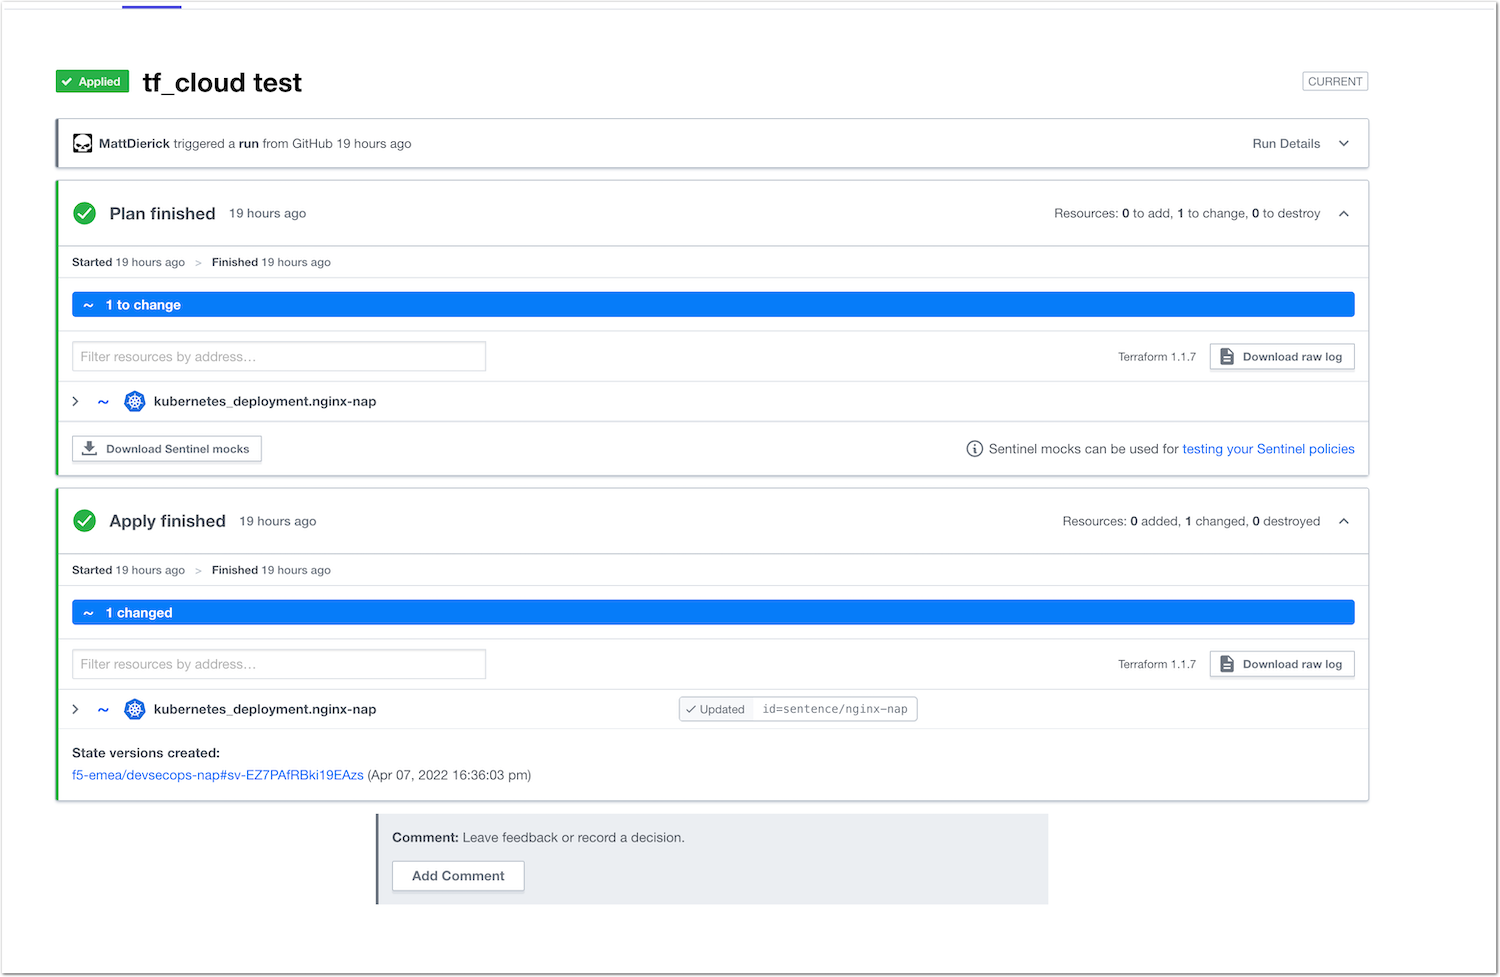 Applied tf_cloud test CURRENT
MattDierick triggered a run from GitHub 19 hours ago Run Details
Plan finished 19 hours ago Resources: 0 to add, 1 to change, 0 to destroy
Started 19 hours ago > Finished 19 hours ago
~ 1 to change
Filter resources by address… Terraform 1.1.7 Download raw log
~ kubernetes_deployment.nginx-nap
Download Sentinel mocks Sentinel mocks can be used for testing your Sentinel policies
Apply finished 19 hours ago Resources: 0 added, 1 changed, 0 destroyed
Started 19 hours ago > Finished 19 hours ago
~ 1 changed
Filter resources by address… Terraform 1.1.7 Download raw log
~ kubernetes_deployment.nginx-nap Updated id=sentence/nginx-nap
State versions created:
f5-emea/devsecops-nap#sv-EZ7PAfRBki19EAzs (Apr 07, 2022 16:36:03 pm)
Comment: Leave feedback or record a decision.
Add Comment